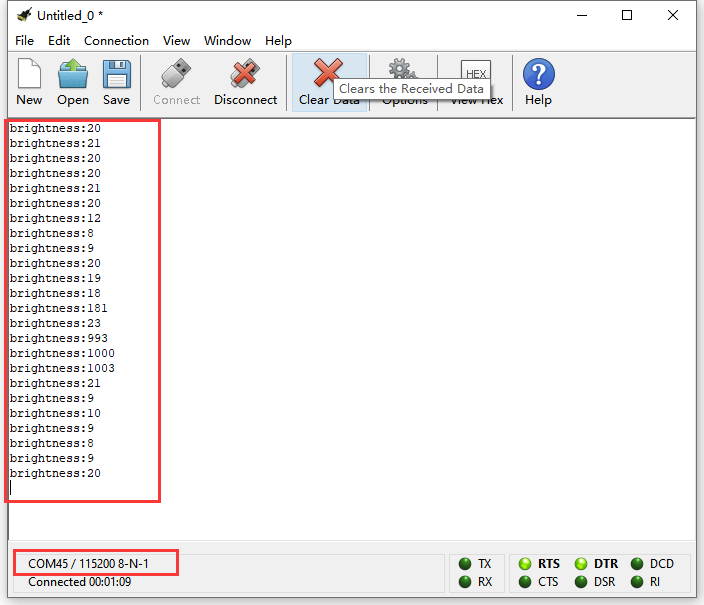 Untitled_0 *
File Edit Connection View Window Help
New Open Save Connect Disconnect Clear Data Options View Hex Help
HEX
Clears the Received Data
brightness:20
brightness:21
brightness:20
brightness:20
brightness:21
brightness:20
brightness:12
brightness:8
brightness:9
brightness:20
brightness:19
brightness:18
brightness:181
brightness:23
brightness:993
brightness:1000
brightness:1003
brightness:21
brightness:9
brightness:10
brightness:9
brightness:8
brightness:9
brightness:20
COM45 / 115200 8-N-1
Connected 00:01:09
TX RTS DTR DCD
RX CTS DSR RI